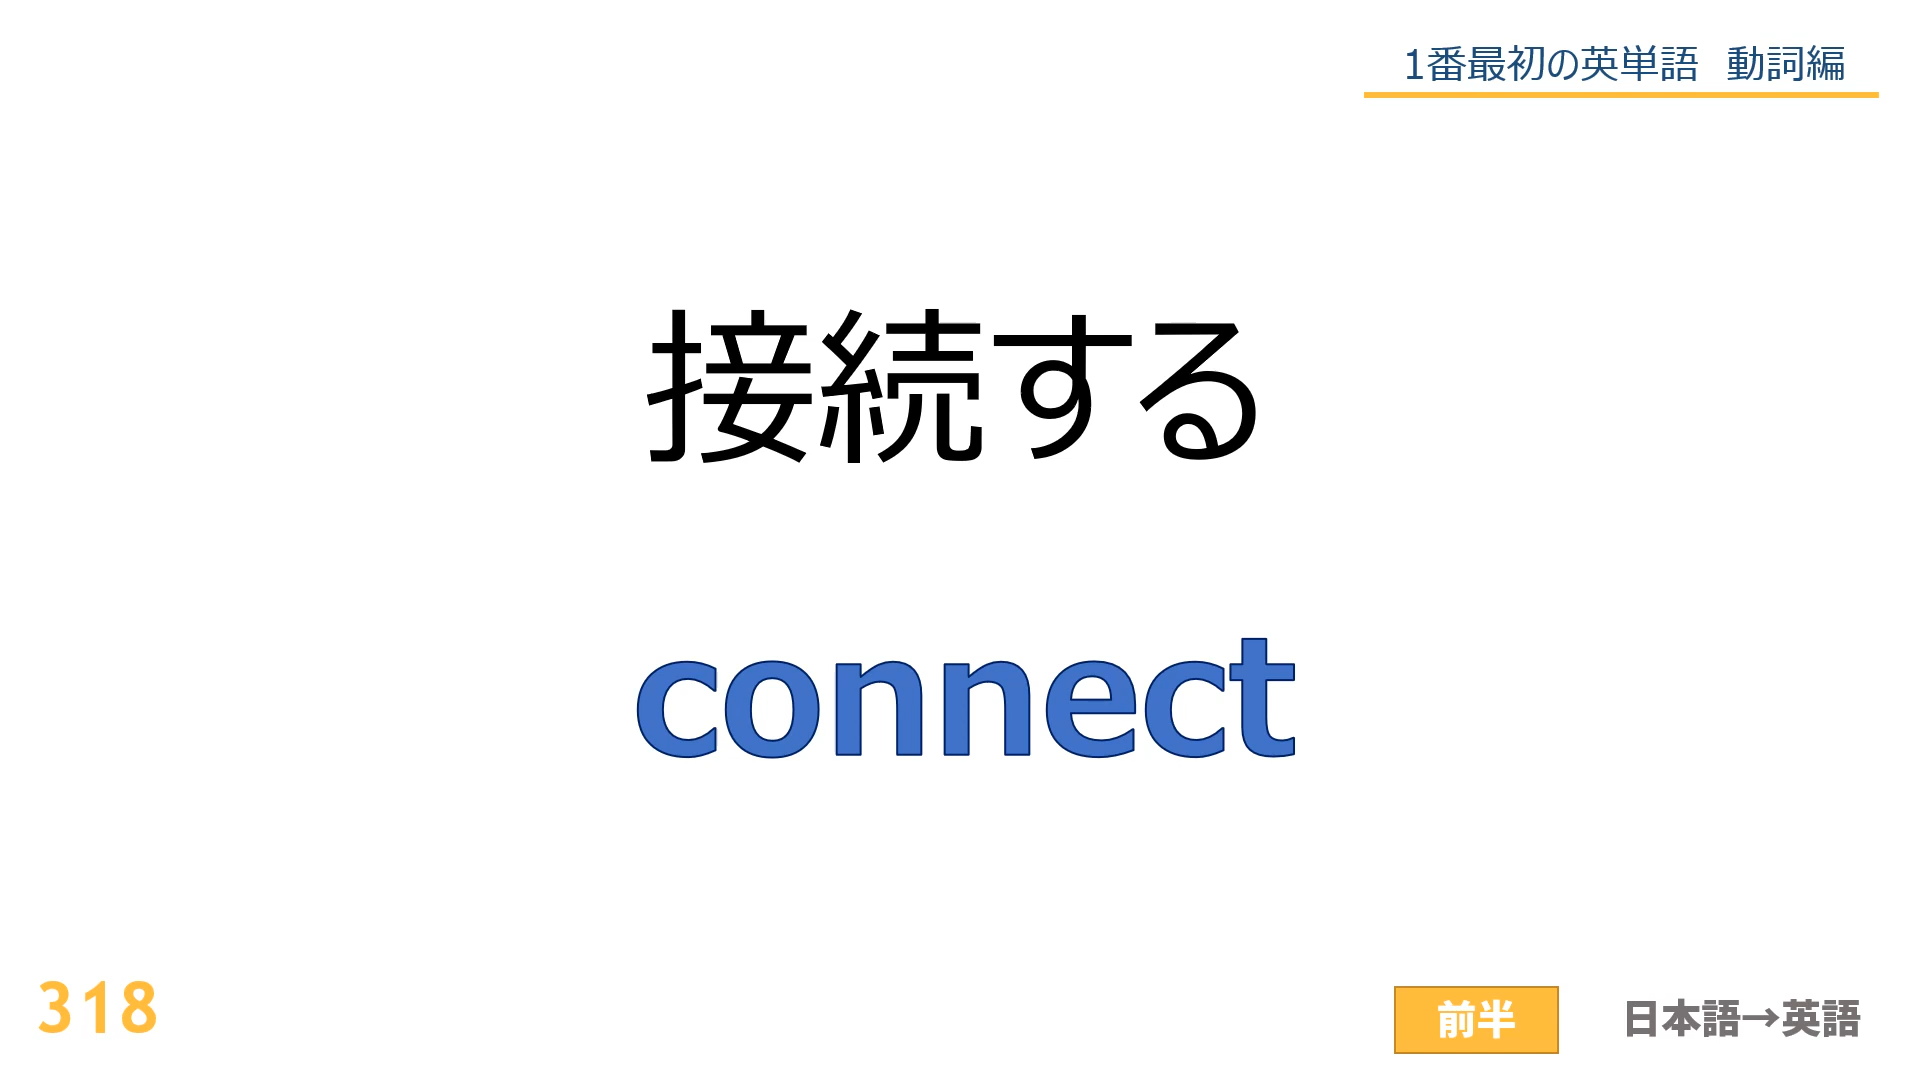 1番最初の英単語　動詞編
接続する
connect
318
前半
日本語→英語